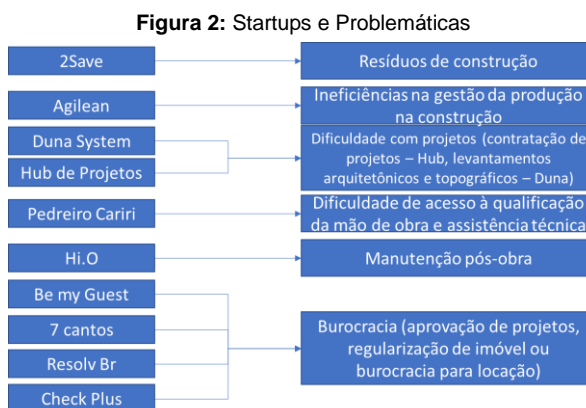 Figura 2: Startups e Problemáticas
2Save
Resíduos de construção
Agilean
Ineficiências na gestão da produção
na construção
Duna System
Hub de Projetos
Dificuldade com projetos (contratação de
projetos – Hub, levantamentos
arquitetônicos e topográficos – Duna)
Pedreiro Cariri
Dificuldade de acesso à qualificação
da mão de obra e assistência técnica
Hi.O
Manutenção pós-obra
Be my Guest
7 cantos
Resolv Br
Check Plus
Burocracia (aprovação de projetos,
regularização de imóvel ou
burocracia para locação)